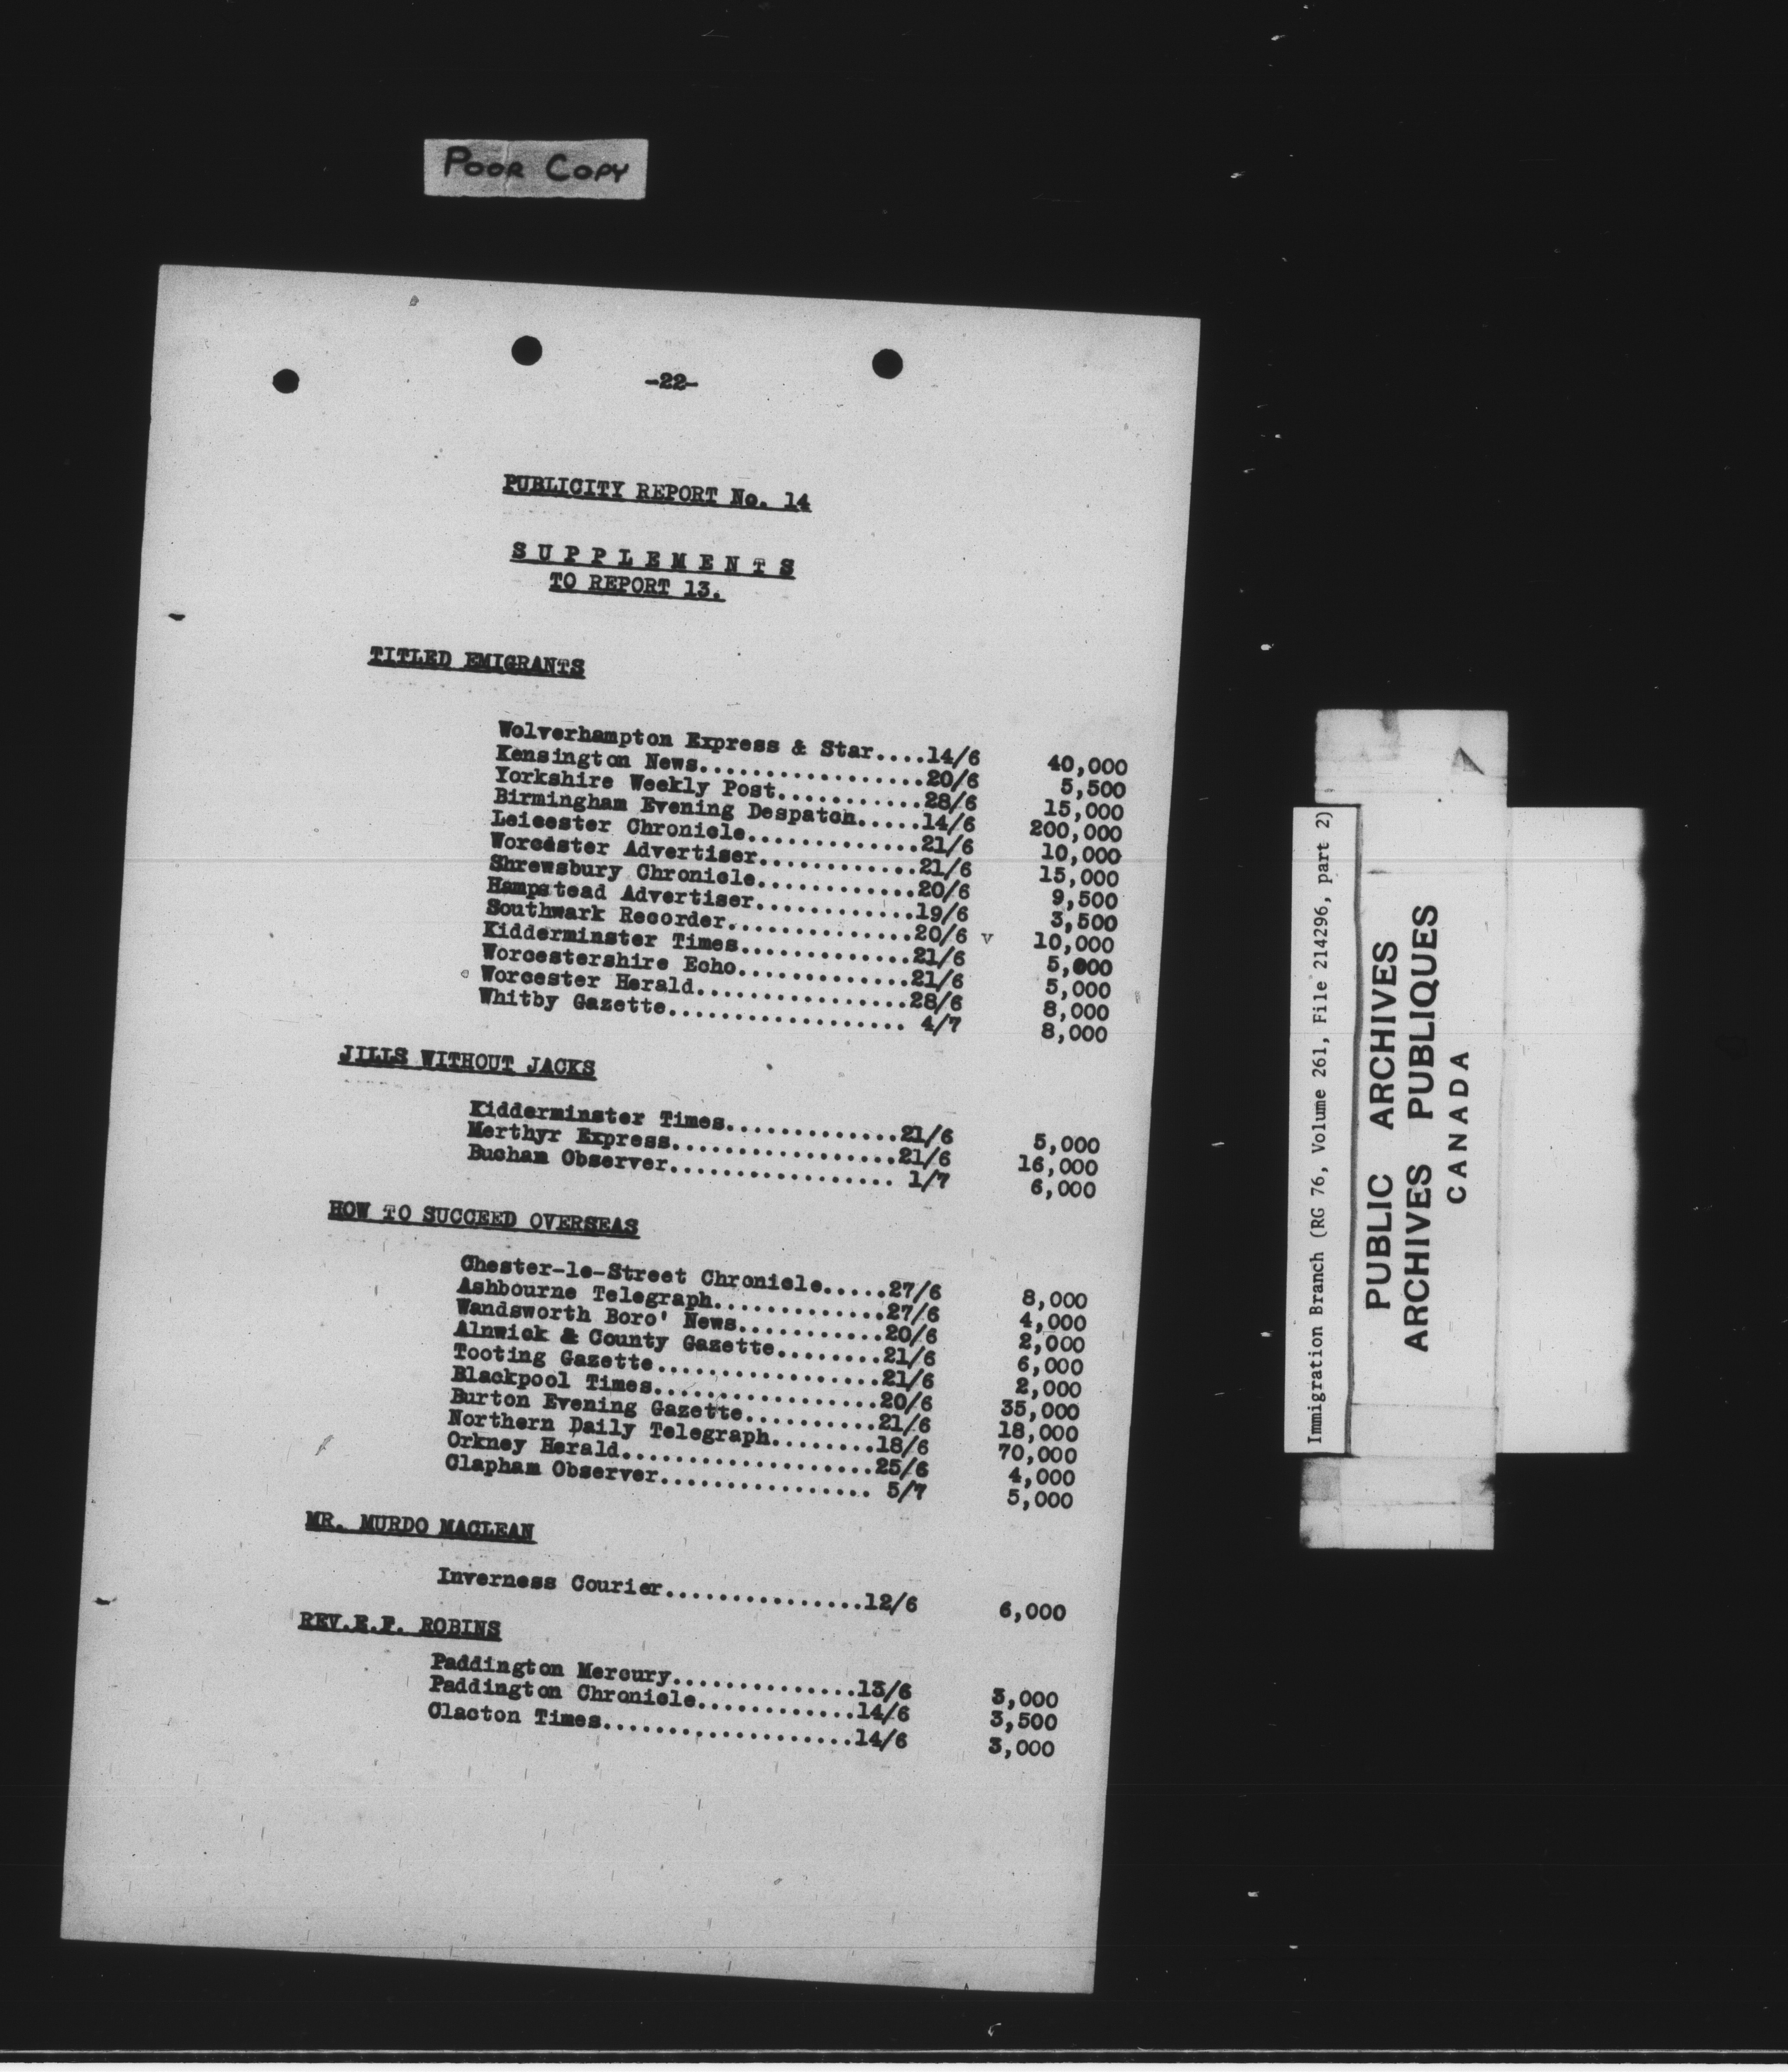 POOR COPY
-22-
PUBLICITY REPORT No. 14
S U P P L E M E N T S
TO REPORT 13.
TITLED EMIGRANTS
Wolverhampton Express & Star....14/6 40,000
Kensington News.................20/6 5,500
Yorkshire Weekly Post...........28/6 15,000
Birmingham Evening Despatch.....14/6 200,000
Leicester Chronicle.............21/6 10,000
Worcester Advertiser............21/6 15,000
Shrewsbury Chronicle............20/6 9,500
Hampstead Advertiser............19/6 3,500
Southwark Recorder..............20/6 v 10,000
Kidderminster Times.............21/6 5,000
Worcestershire Echo.............21/6 5,000
Worcester Herald................28/6 8,000
Whitby Gazette.................. 4/7 8,000
JILLS WITHOUT JACKS
Kidderminster Times.............21/6 5,000
Merthyr Express.................21/6 16,000
Buchan Observer................. 1/7 6,000
HOW TO SUCCEED OVERSEAS
Chester-le-Street Chronicle.....27/6 8,000
Ashbourne Telegraph.............27/6 4,000
Wandsworth Boro' News...........20/6 2,000
Alnwick & County Gazette........21/6 6,000
Tooting Gazette.................21/6 2,000
Blackpool Times.................20/6 35,000
Burton Evening Gazette..........21/6 18,000
Northern Daily Telegraph........18/6 70,000
Orkney Herald...................25/6 4,000
Clapham Observer................ 5/7 5,000
MR. MURDO MACLEAN
Inverness Courier...............12/6 6,000
REV.E.F. ROBINS
Paddington Mercury..............13/6 3,000
Paddington Chronicle............14/6 3,500
Clacton Times...................14/6 3,000
Immigration Branch (RG 76, Volume 261, File 214296, part 2)
PUBLIC ARCHIVES
ARCHIVES PUBLIQUES
CANADA